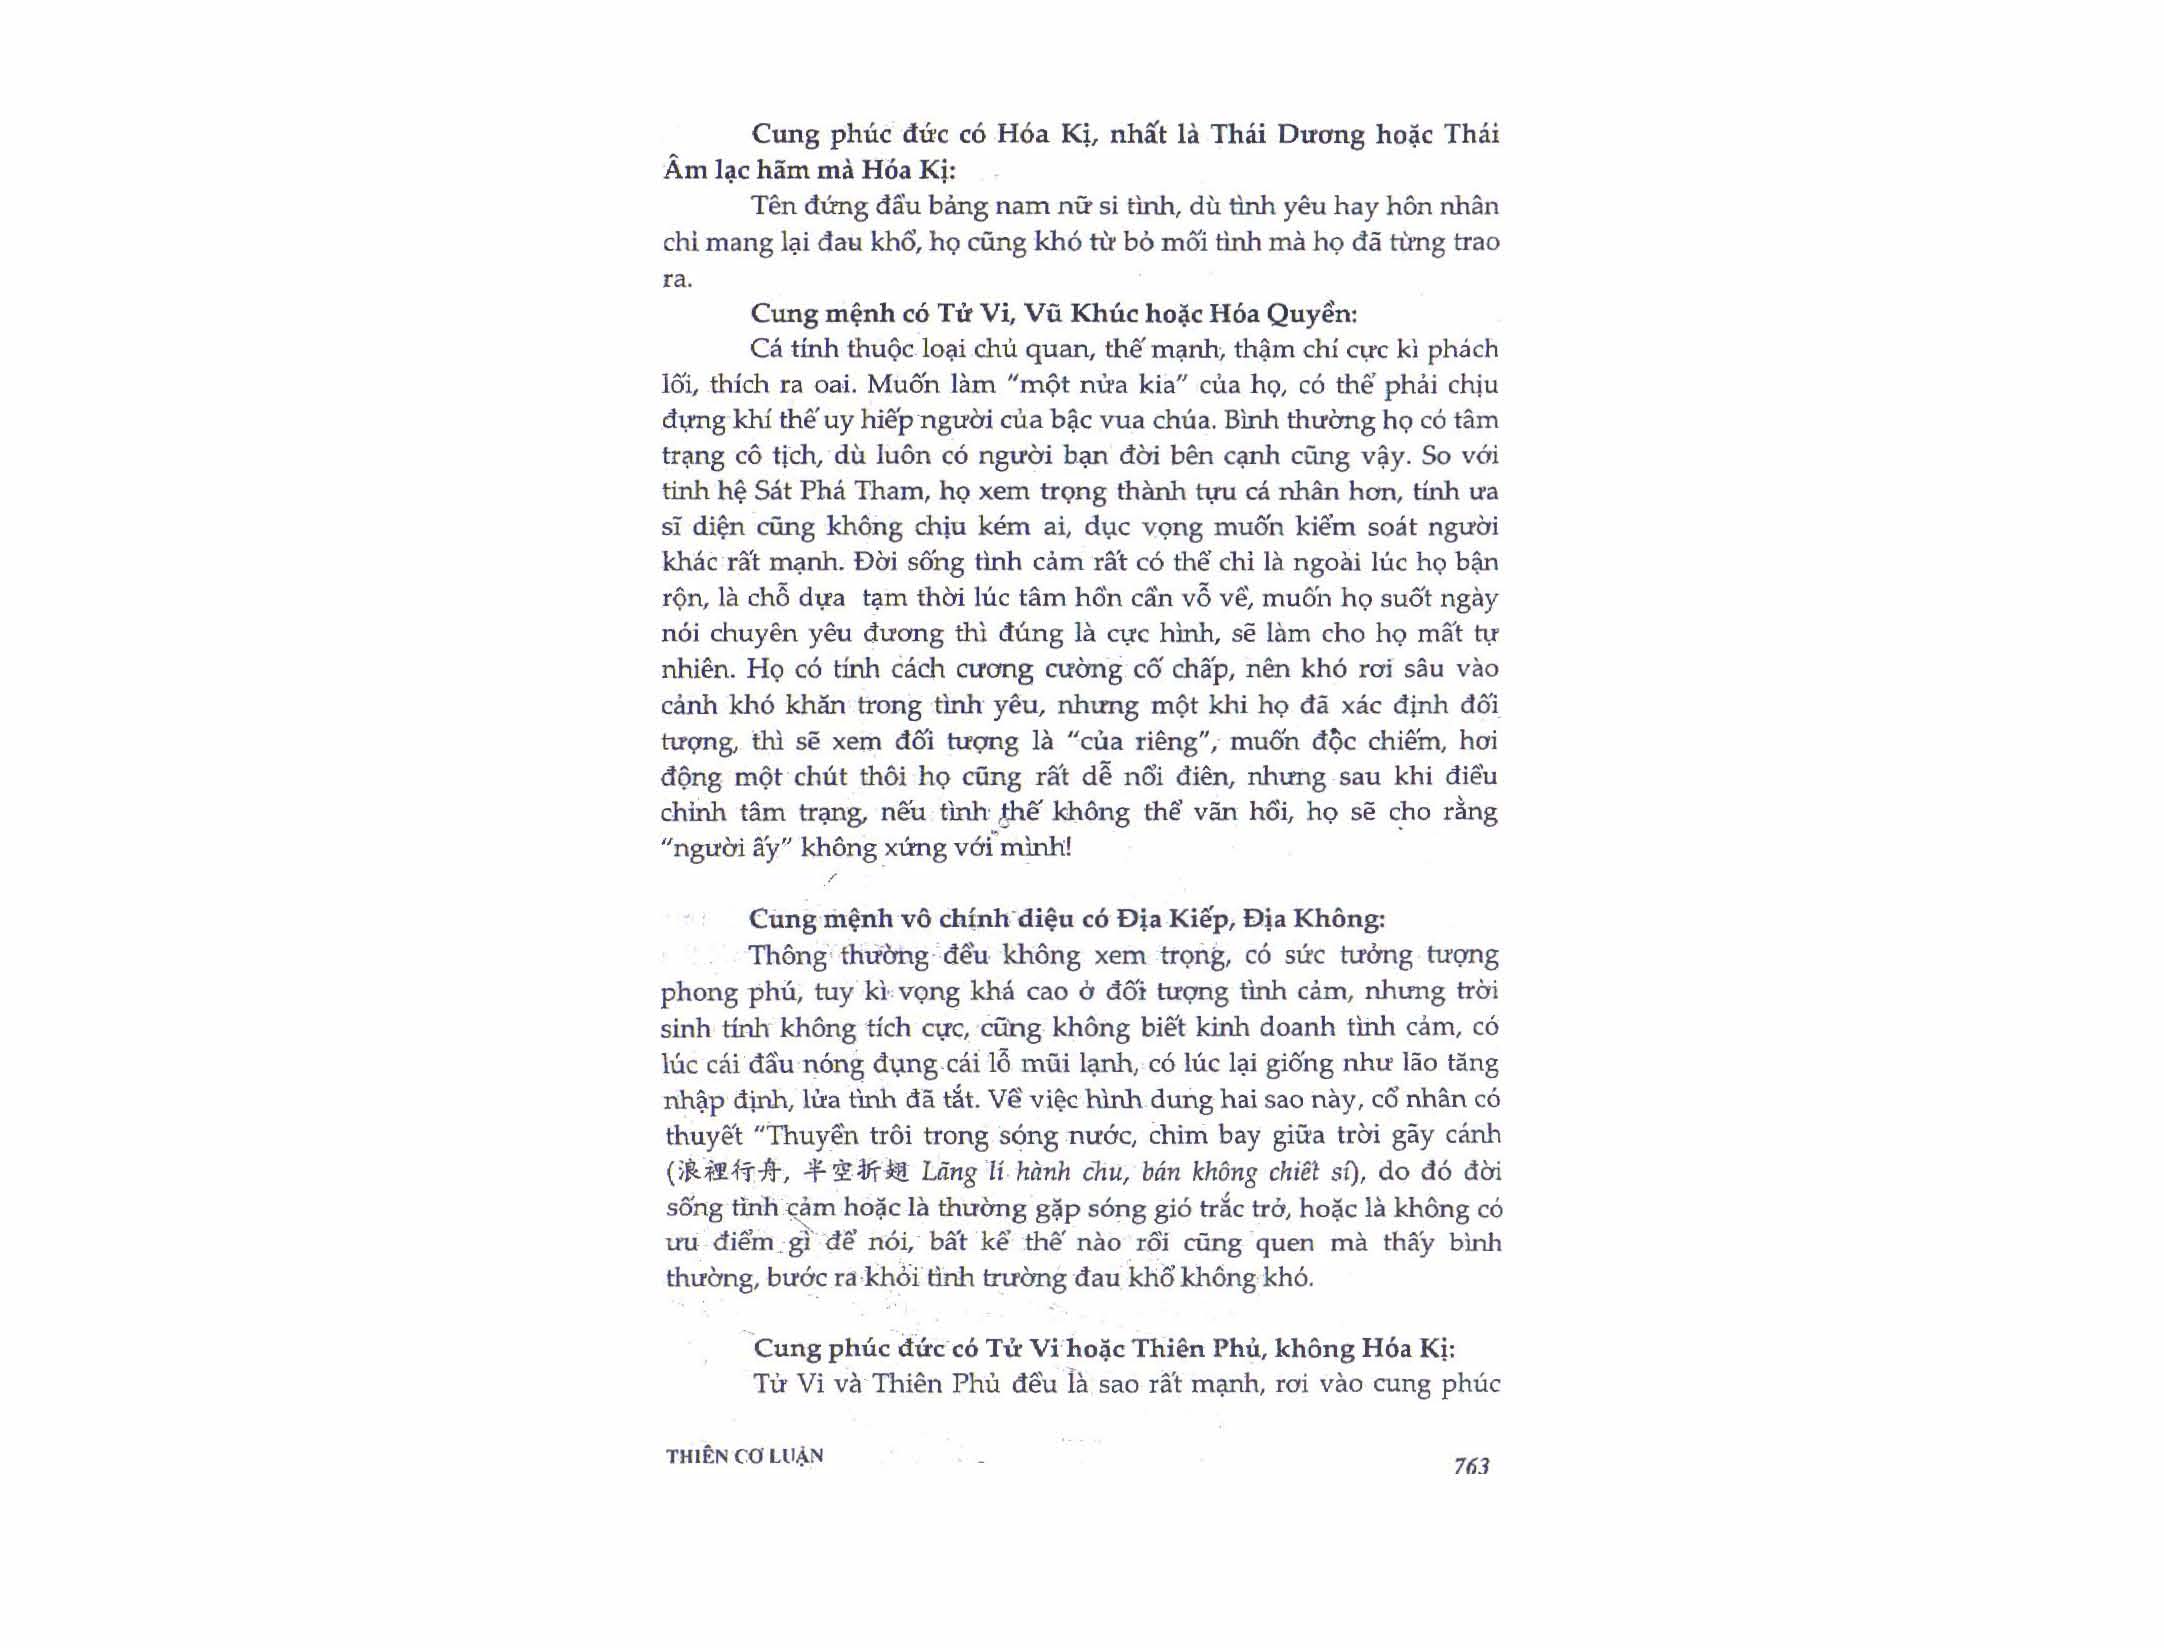 Cung phúc đức có Hóa Kị, nhất là Thái Dương hoặc Thái
Âm lạc hãm mà Hóa Kị:
Tên đứng đầu bảng nam nữ si tình, dù tình yêu hay hôn nhân
chỉ mang lại đau khổ, họ cũng khó từ bỏ mối tình mà họ đã từng trao
ra.
Cung mệnh có Tử Vi, Vũ Khúc hoặc Hóa Quyền:
Cá tính thuộc loại chủ quan, thế mạnh, thậm chí cực kì phách
lối, thích ra oai. Muốn làm "một nửa kia" của họ, có thể phải chịu
đựng khí thế uy hiếp người của bậc vua chúa. Bình thường họ có tâm
trạng cô tịch, dù luôn có người bạn đời bên cạnh cũng vậy. So với
tinh hệ Sát Phá Tham, họ xem trọng thành tựu cá nhân hơn, tính ưa
sĩ diện cũng không chịu kém ai, dục vọng muốn kiểm soát người
khác rất mạnh. Đời sống tình cảm rất có thể chỉ là ngoài lúc họ bận
rộn, là chỗ dựa tạm thời lúc tâm hồn cần vỗ về, muốn họ suốt ngày
nói chuyên yêu đương thì đúng là cực hình, sẽ làm cho họ mất tự
nhiên. Họ có tính cách cương cường cố chấp, nên khó rơi sâu vào
cảnh khó khăn trong tình yêu, nhưng một khi họ đã xác định đối
tượng, thì sẽ xem đối tượng là "của riêng", muốn độc chiếm, hơi
động một chút thôi họ cũng rất dễ nổi điên, nhưng sau khi điều
chỉnh tâm trạng, nếu tình thế không thể vãn hồi, họ sẽ cho rằng
"người ấy" không xứng với mình!
Cung mệnh vô chính diệu có Địa Kiếp, Địa Không:
Thông thường đều không xem trọng, có sức tưởng tượng
phong phú, tuy kì vọng khá cao ở đối tượng tình cảm, nhưng trời
sinh tính không tích cực, cũng không biết kinh doanh tình cảm, có
lúc cái đầu nóng đụng cái lỗ mũi lạnh, có lúc lại giống như lão tăng
nhập định, lửa tình đã tắt. Về việc hình dung hai sao này, cổ nhân có
thuyết "Thuyền trôi trong sóng nước, chim bay giữa trời gãy cánh
(浪裡行舟, 半空折翅 Lãng lí hành chu, bán không chiết sí), do đó đời
sống tình cảm hoặc là thường gặp sóng gió trắc trở, hoặc là không có
ưu điểm gì để nói, bất kể thế nào rồi cũng quen mà thấy bình
thường, bước ra khỏi tình trường đau khổ không khó.
Cung phúc đức có Tử Vi hoặc Thiên Phủ, không Hóa Kị:
Tử Vi và Thiên Phủ đều là sao rất mạnh, rơi vào cung phúc
THIÊN CƠ LUẬN
763